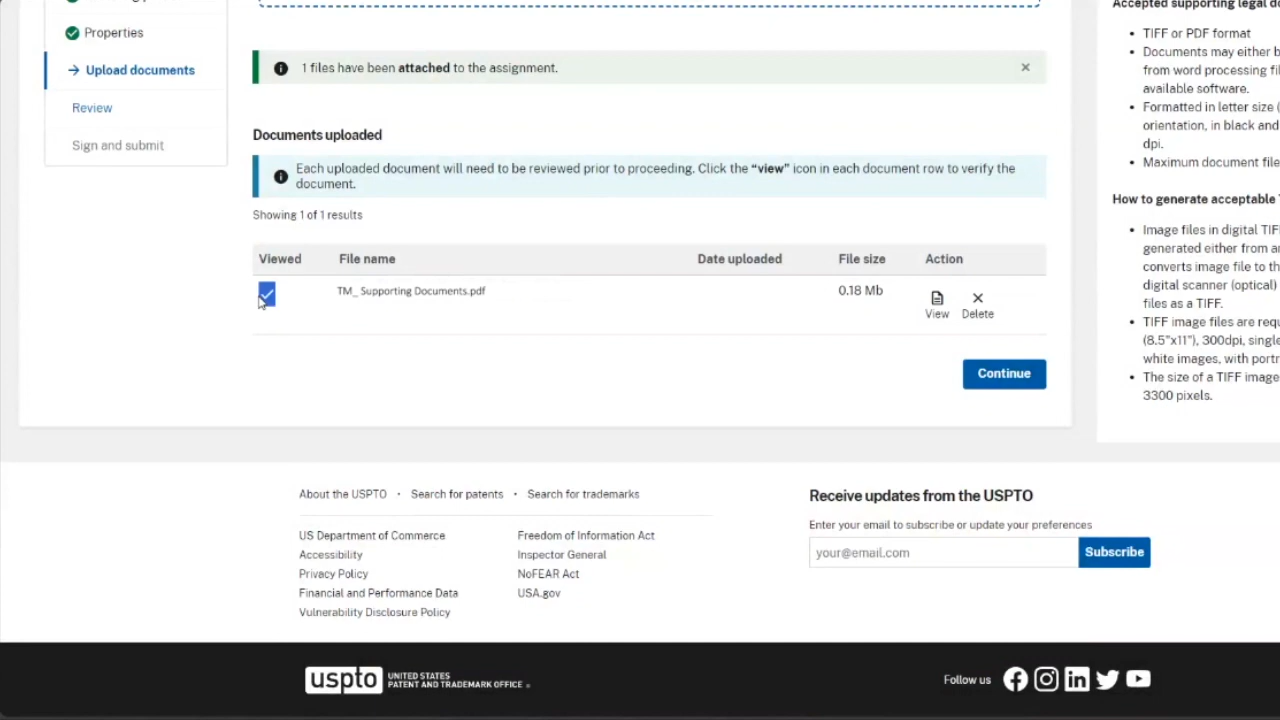 Properties
Upload documents
Review
Sign and submit
1 files have been attached to the assignment.
Documents uploaded
Each uploaded document will need to be reviewed prior to proceeding. Click the “view” icon in each document row to verify the
document.
Showing 1 of 1 results
Viewed File name Date uploaded File size Action
TM_ Supporting Documents.pdf 0.18 Mb
View Delete
Continue
Accepted supporting legal
TIFF or PDF format
Documents may either
from word processing
available software.
Formatted in letter size
orientation, in black and
dpi.
Maximum document file
How to generate acceptable
Image files in digital
generated either from
converts image file to
digital scanner (optical)
files as a TIFF.
TIFF image files are
(8.5"x11"), 300dpi,
white images, with
The size of a TIFF image
3300 pixels.
About the USPTO • Search for patents • Search for trademarks
US Department of Commerce
Accessibility
Privacy Policy
Financial and Performance Data
Vulnerability Disclosure Policy
Freedom of Information Act
Inspector General
NoFEAR Act
USA.gov
Receive updates from the USPTO
Enter your email to subscribe or update your preferences
your@email.com Subscribe
uspto UNITED STATES
PATENT AND TRADEMARK OFFICE
Follow us